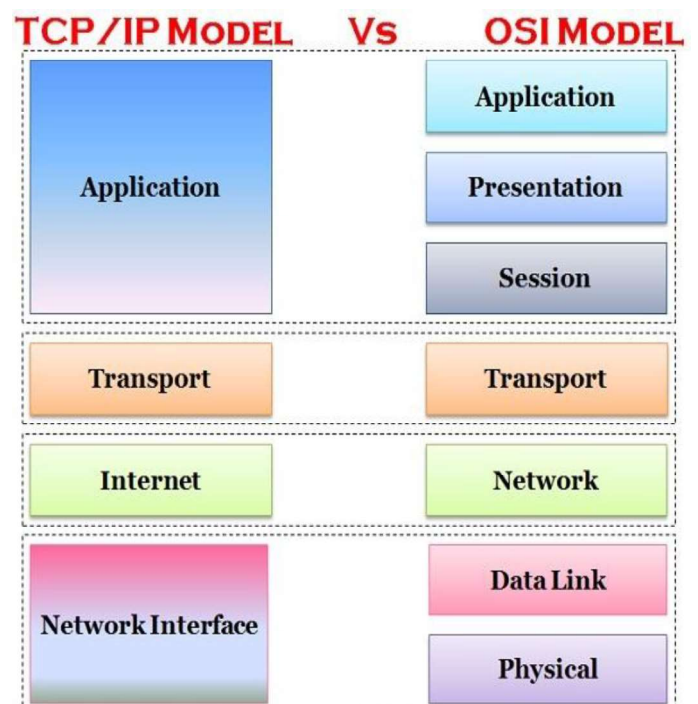 TCP/IP MODEL Vs OSI MODEL
Application
Application
Presentation
Session
Transport
Transport
Internet
Network
Network Interface
Data Link
Physical